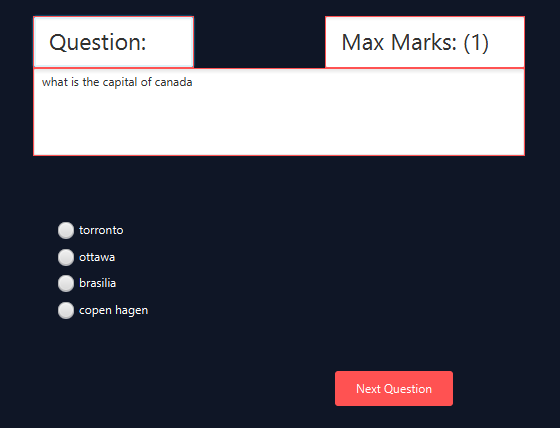 Question:
Max Marks: (1)
what is the capital of canada
torronto
ottawa
brasilia
copen hagen
Next Question